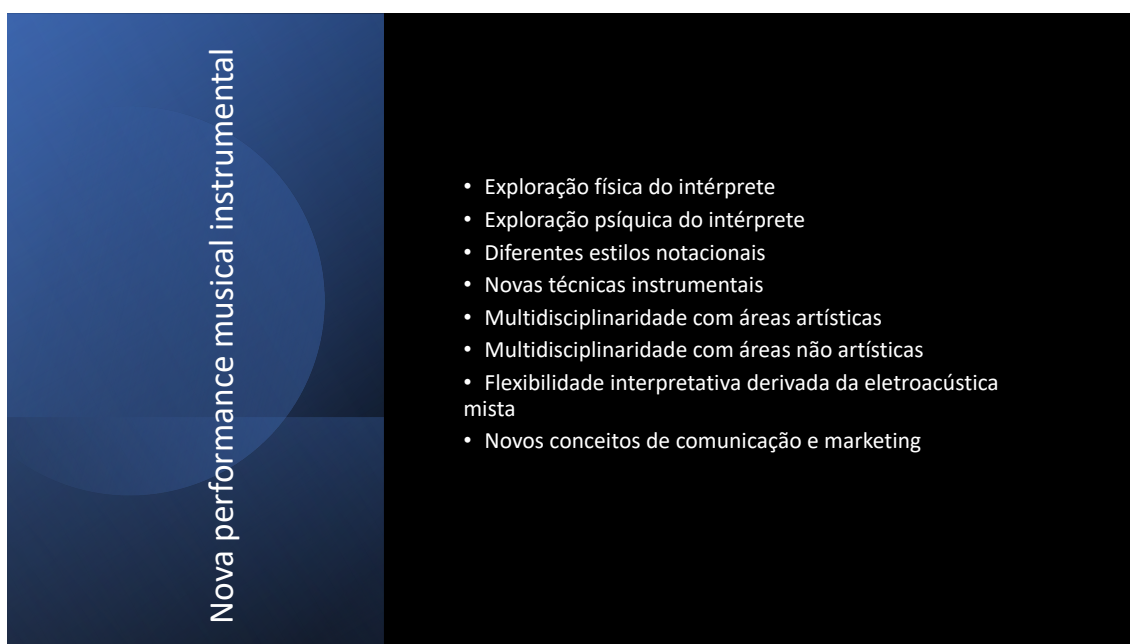 Nova performance musical instrumental
• Exploração física do intérprete
• Exploração psíquica do intérprete
• Diferentes estilos notacionais
• Novas técnicas instrumentais
• Multidisciplinaridade com áreas artísticas
• Multidisciplinaridade com áreas não artísticas
• Flexibilidade interpretativa derivada da eletroacústica
mista
• Novos conceitos de comunicação e marketing